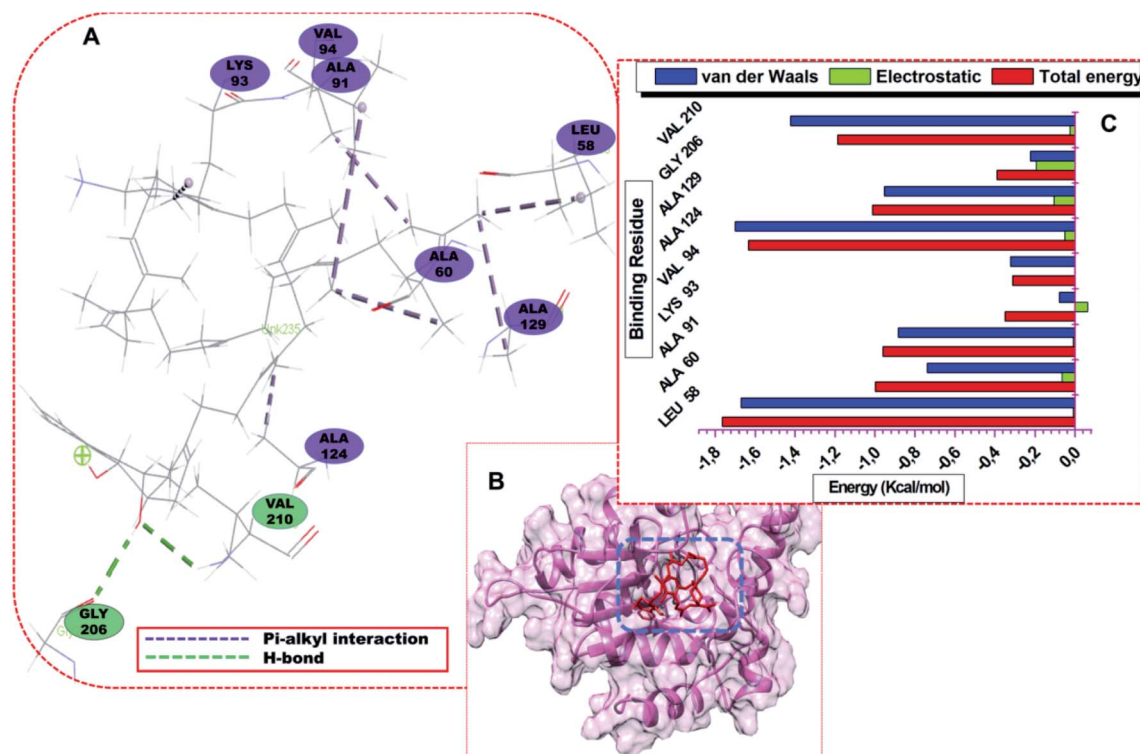 A
VAL
94
LYS
93
ALA
91
LEU
58
ALA
60
ALA
129
Unk235
ALA
124
VAL
210
GLY
206
Pi-alkyl interaction
H-bond
B
van der Waals Electrostatic Total energy
C
Binding Residue
VAL 210
GLY 206
ALA 129
ALA 124
VAL 94
LYS 93
ALA 91
ALA 60
LEU 58
-1,8 -1,6 -1,4 -1,2 -1,0 -0,8 -0,6 -0,4 -0,2 0,0
Energy (Kcal/mol)